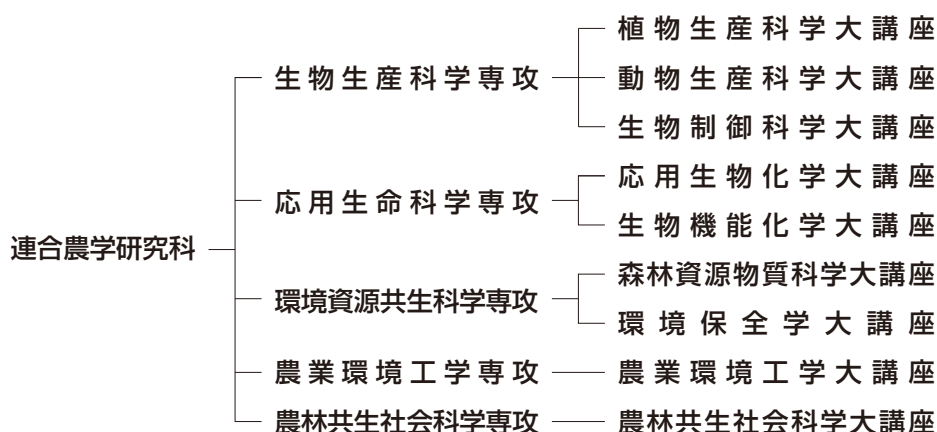 連合農学研究科
生物生産科学専攻
植物生産科学大講座
動物生産科学大講座
生物制御科学大講座
応用生命科学専攻
応用生物化学大講座
生物機能化学大講座
環境資源共生科学専攻
森林資源物質科学大講座
環境保全学大講座
農業環境工学専攻
農業環境工学大講座
農林共生社会科学専攻
農林共生社会科学大講座